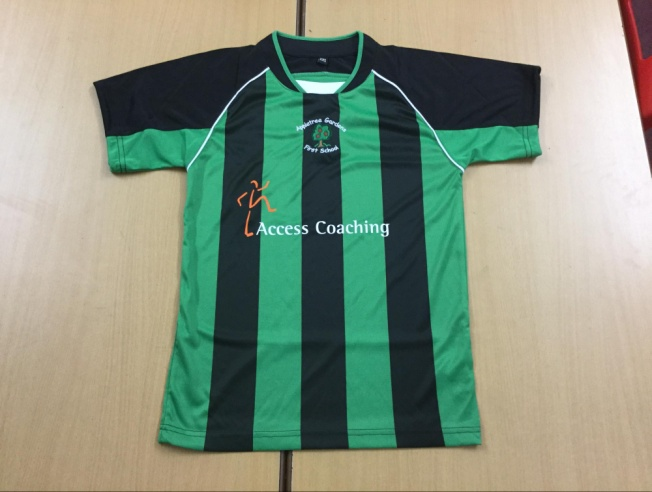 Appletree Gardens
First School
Access Coaching